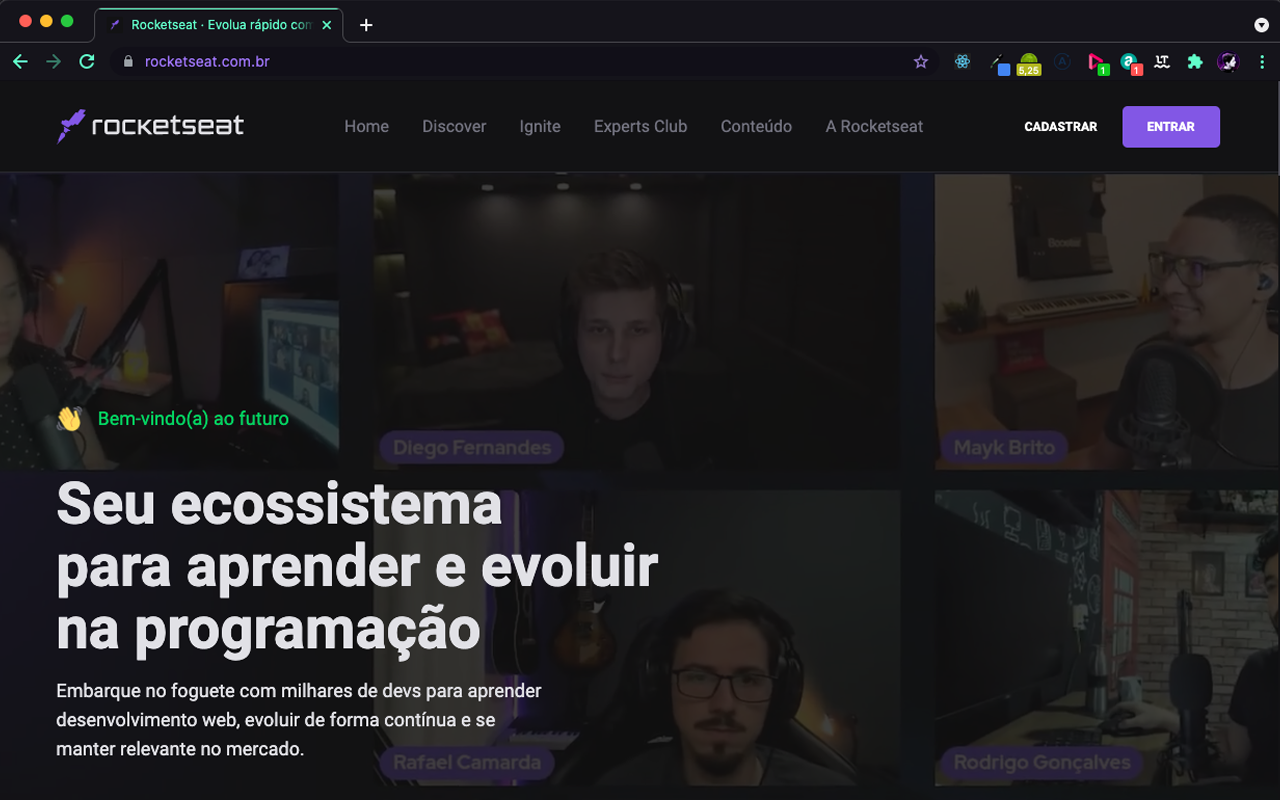 Rocketseat · Evolua rápido com
rocketseat.com.br
5,25
1
1
LT
rocketseat
Home
Discover
Ignite
Experts Club
Conteúdo
A Rocketseat
CADASTRAR
ENTRAR
Boost
Diego Fernandes
Mayk Brito
👋 Bem-vindo(a) ao futuro
Seu ecossistema
para aprender e evoluir
na programação
Embarque no foguete com milhares de devs para aprender
desenvolvimento web, evoluir de forma contínua e se
manter relevante no mercado.
Rafael Camarda
Rodrigo Gonçalves